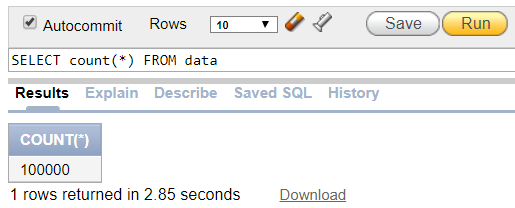 Autocommit Rows 10 Save Run
SELECT count(*) FROM data
Results Explain Describe Saved SQL History
COUNT(*)
100000
1 rows returned in 2.85 seconds Download